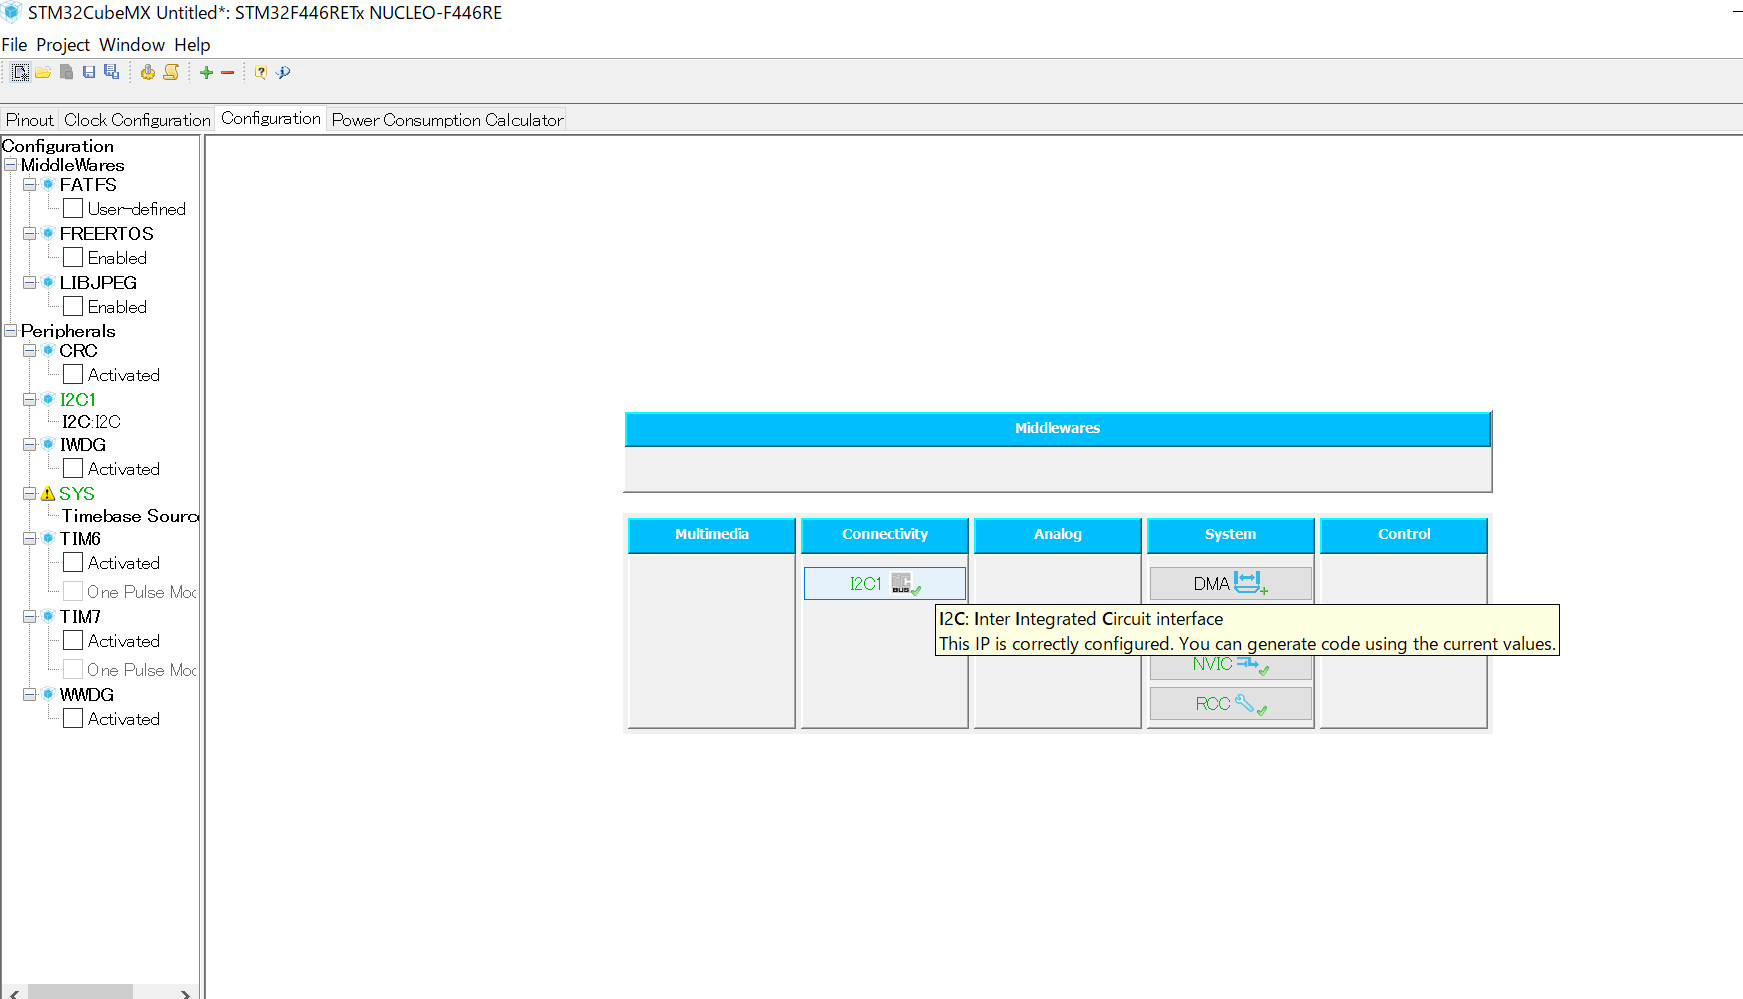 STM32CubeMX Untitled*: STM32F446RETx NUCLEO-F446RE
File Project Window Help
Pinout Clock Configuration Configuration Power Consumption Calculator
Configuration
MiddleWares
FATFS
User-defined
FREERTOS
Enabled
LIBJPEG
Enabled
Peripherals
CRC
Activated
I2C1
I2C:I2C
IWDG
Activated
SYS
Timebase Sourc
TIM6
Activated
One Pulse Mod
TIM7
Activated
One Pulse Mod
WWDG
Activated
Middlewares
Multimedia Connectivity Analog System Control
I2C1 BUS DMA
I2C: Inter Integrated Circuit interface
This IP is correctly configured. You can generate code using the current values.
NVIC
RCC